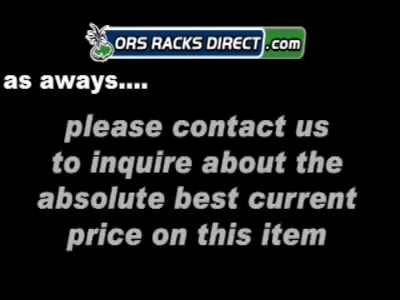 ORS RACKS DIRECT.com
as aways....
please contact us
to inquire about the
absolute best current
price on this item